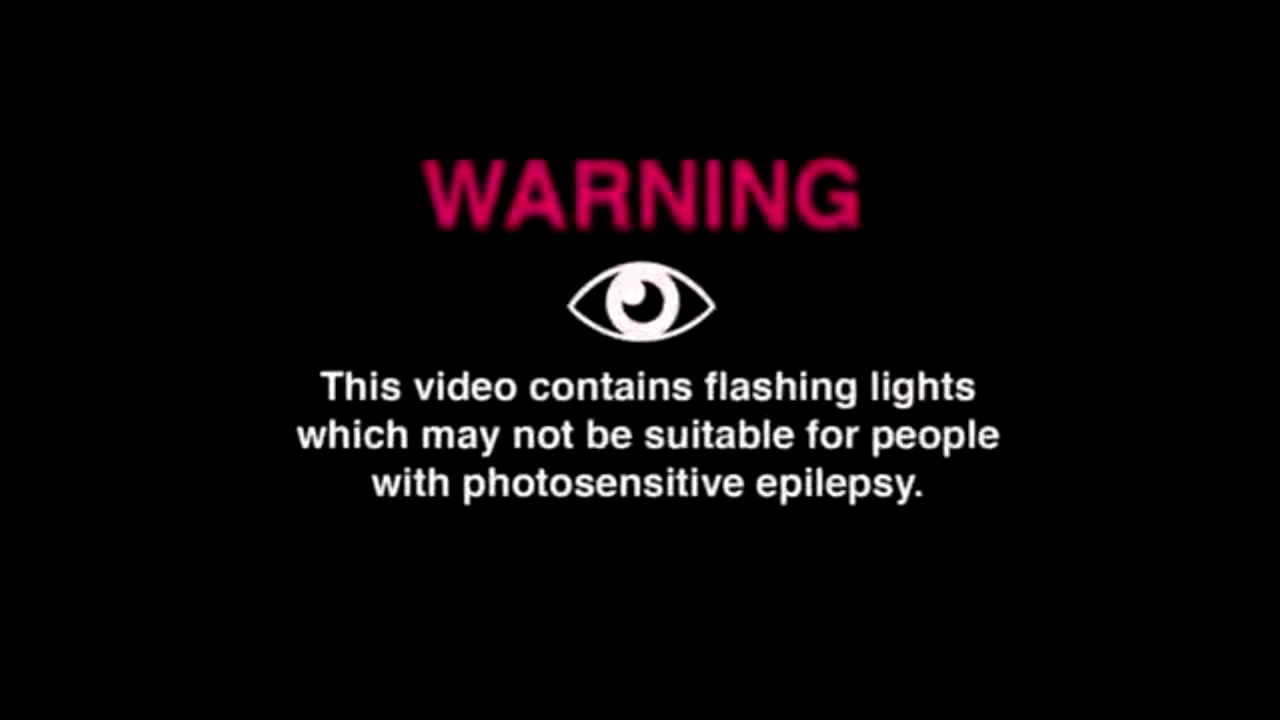 WARNING
This video contains flashing lights
which may not be suitable for people
with photosensitive epilepsy.